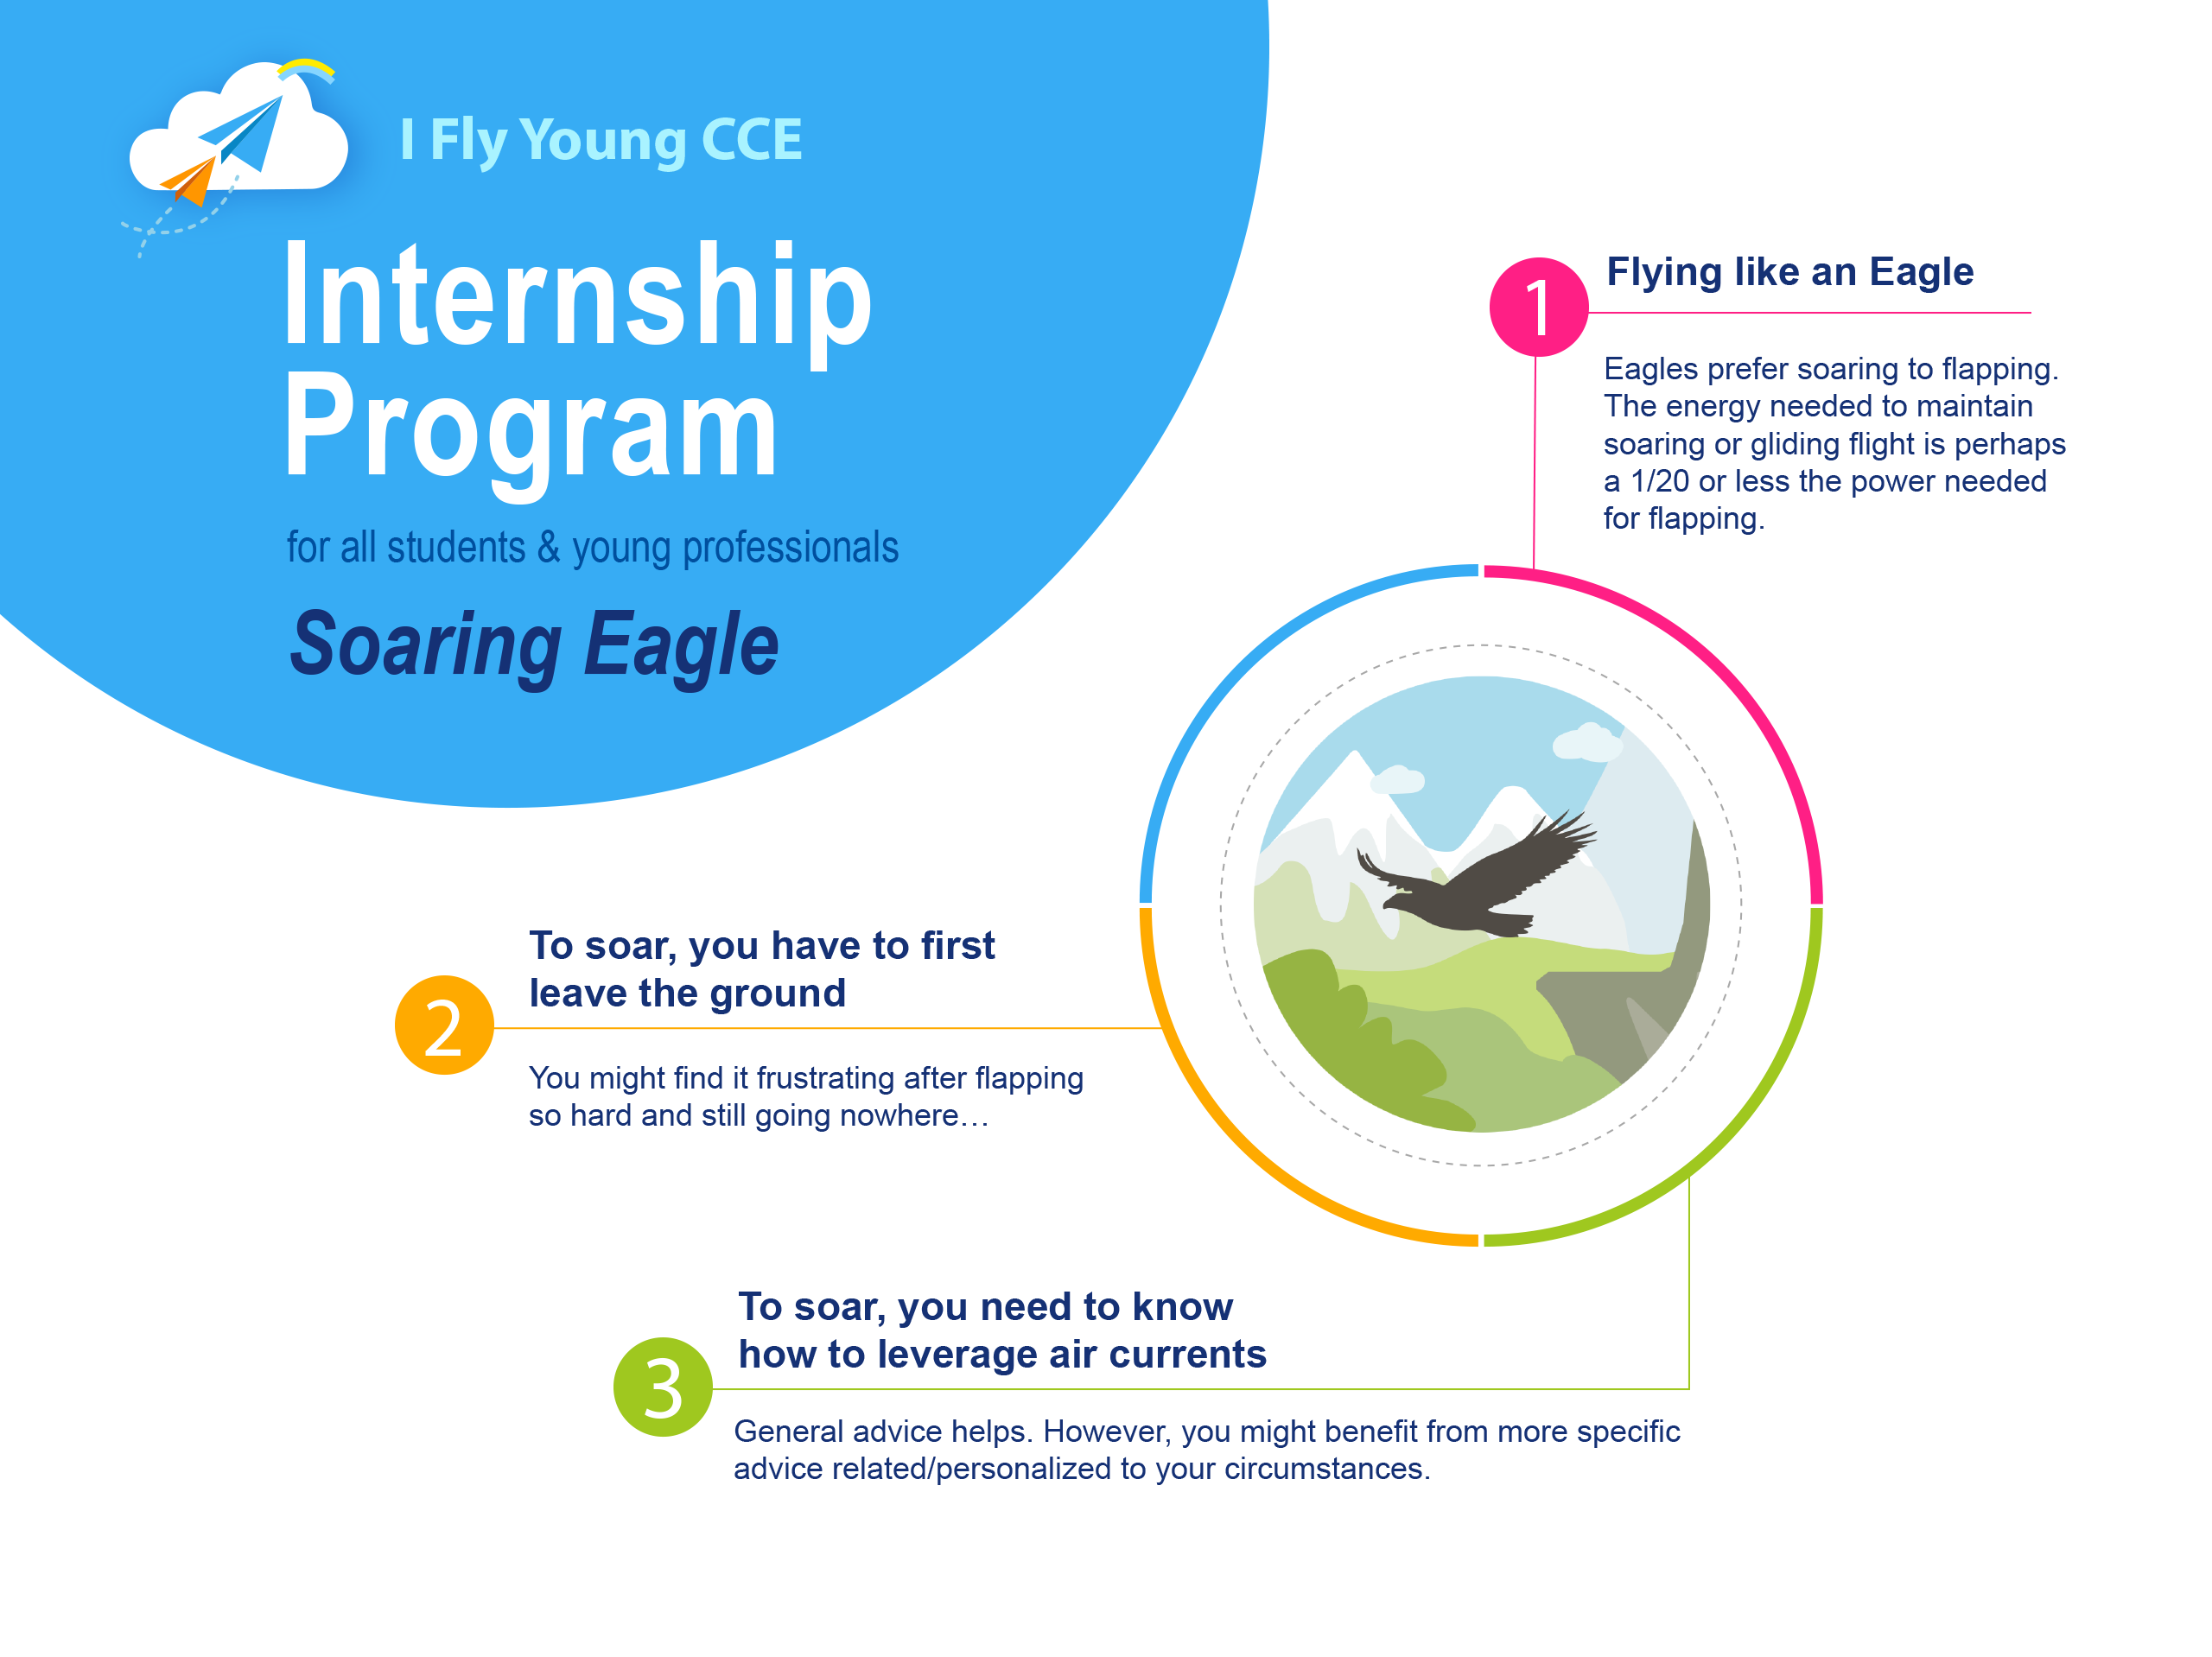 I Fly Young CCE
Internship
Program
for all students & young professionals
Soaring Eagle
1
Flying like an Eagle
Eagles prefer soaring to flapping.
The energy needed to maintain
soaring or gliding flight is perhaps
a 1/20 or less the power needed
for flapping.
2
To soar, you have to first
leave the ground
You might find it frustrating after flapping
so hard and still going nowhere…
3
To soar, you need to know
how to leverage air currents
General advice helps. However, you might benefit from more specific
advice related/personalized to your circumstances.